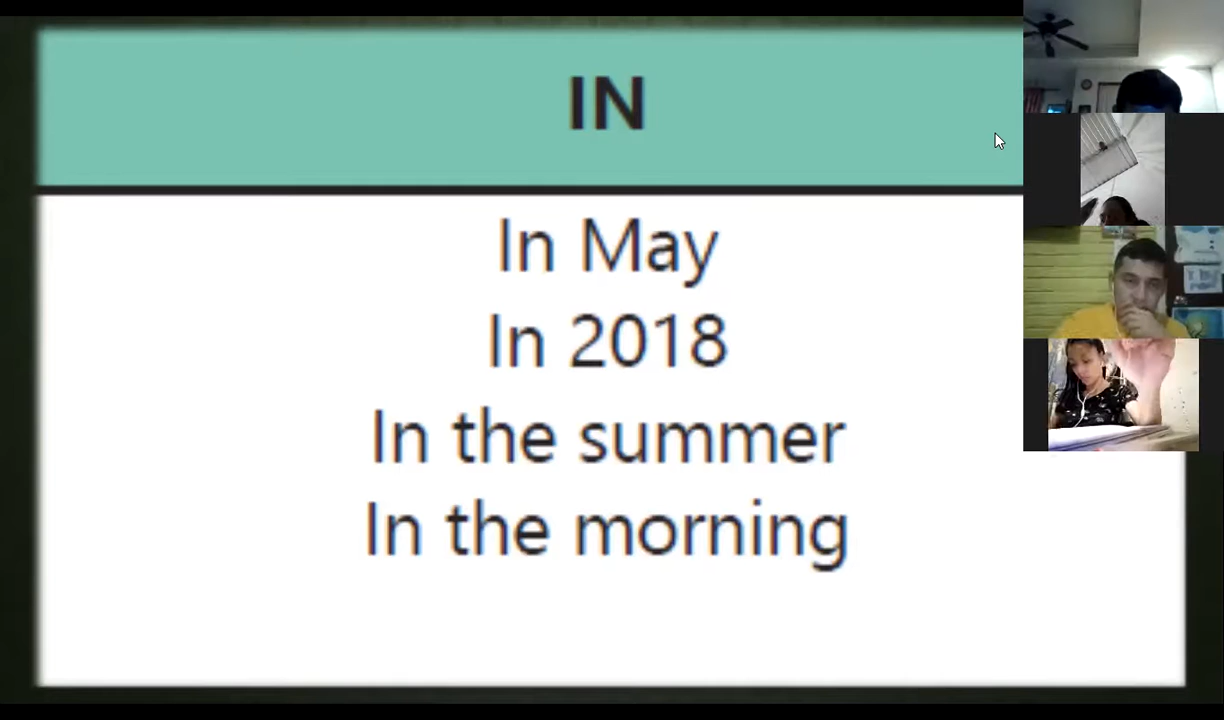 IN
In May
In 2018
In the summer
In the morning